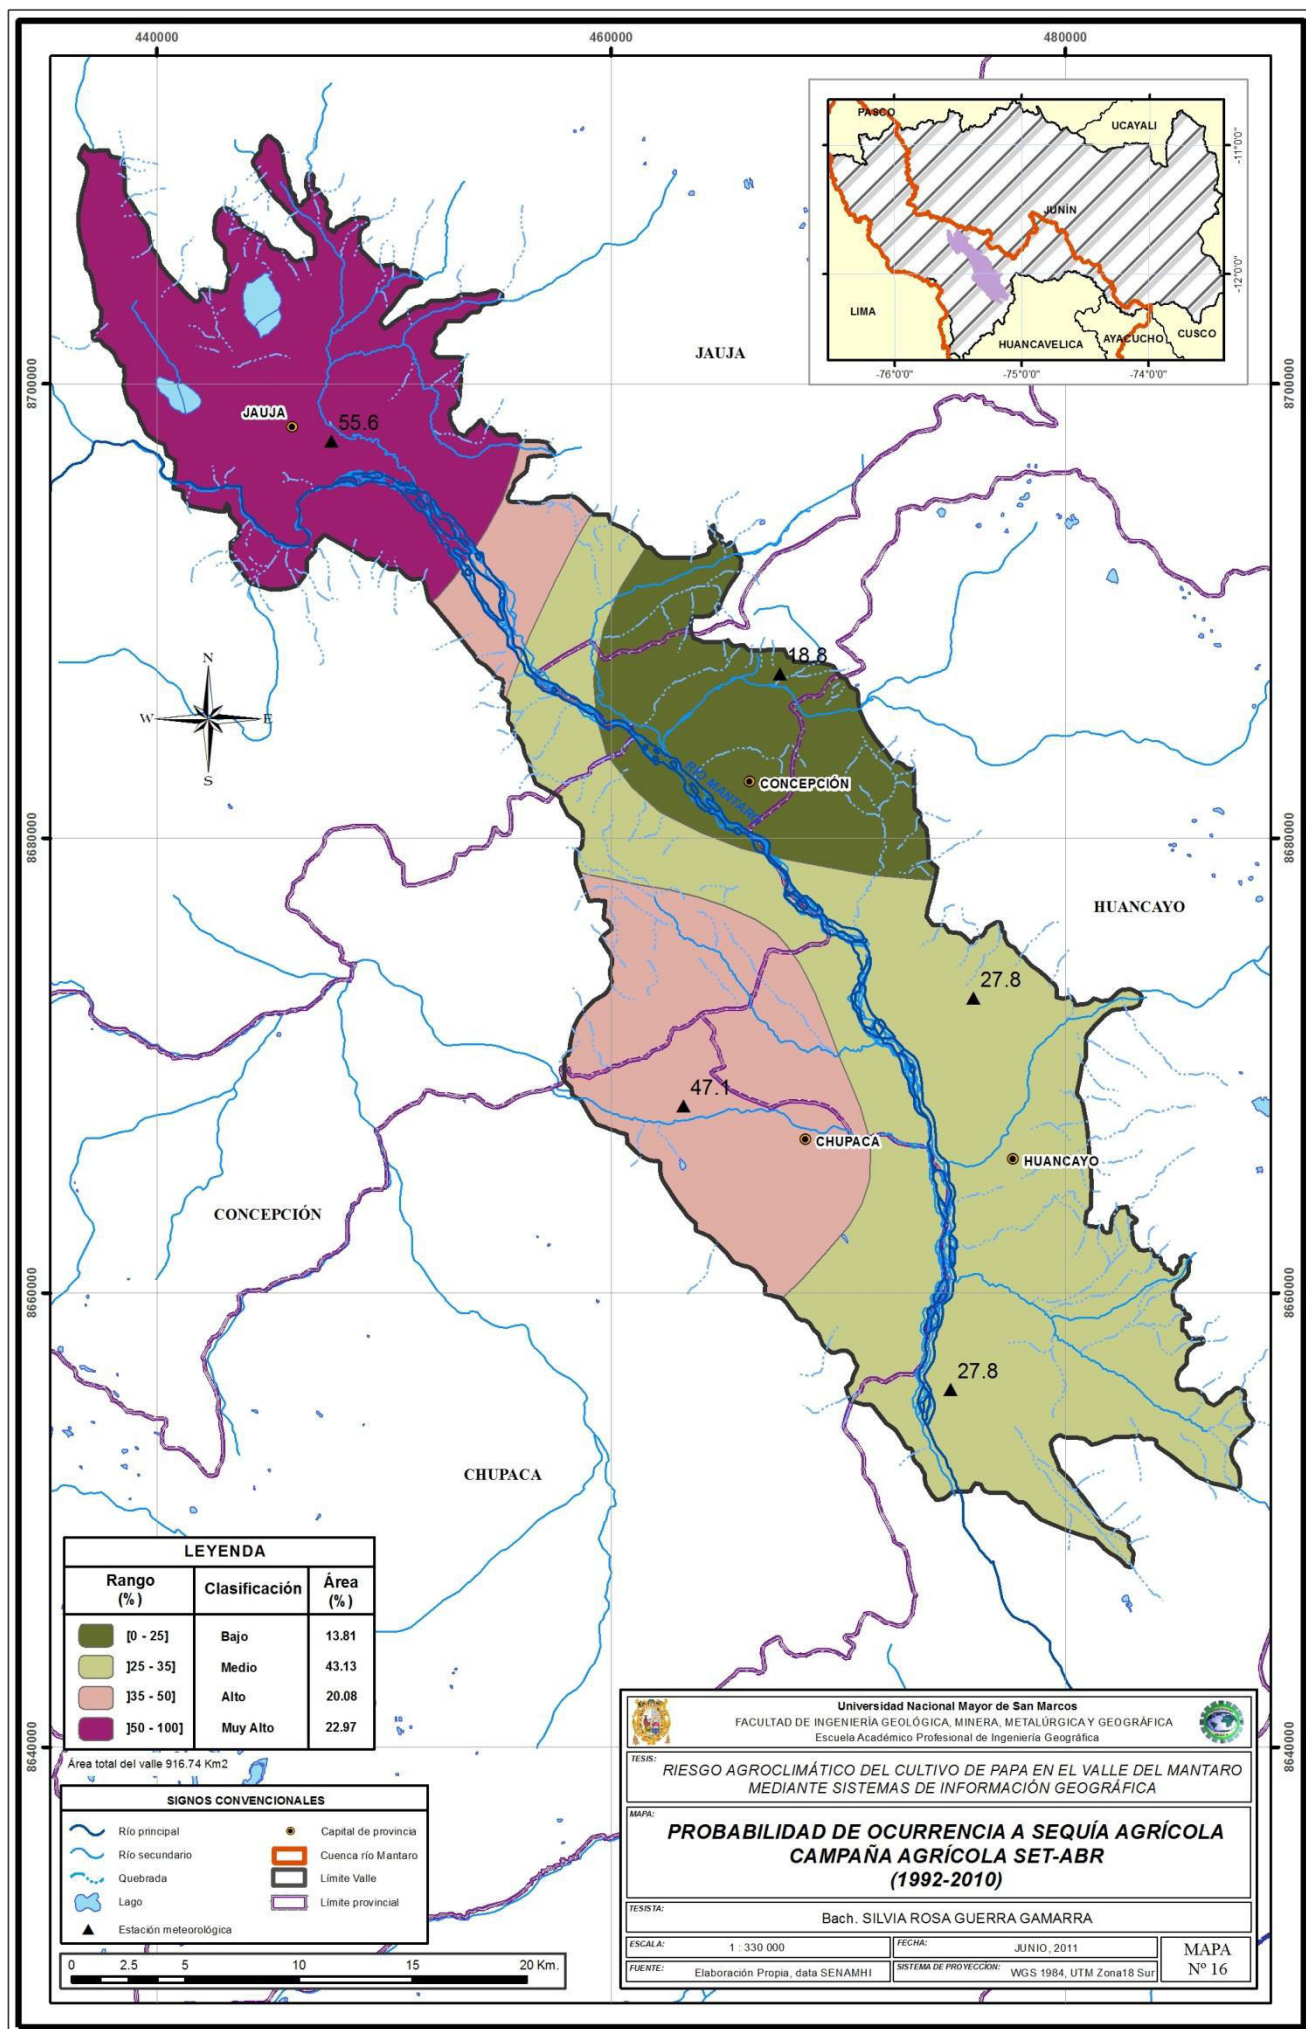 440000 460000 480000
PASCO
UCAYALI
JUNÍN
LIMA
HUANCAVELICA
AYACUCHO
CUSCO
-11°0'0"
-12°0'0"
-76°0'0" -75°0'0" -74°0'0"
8700000 8700000
JAUJA
JAUJA
55.6
N
W E
S
18.8
CONCEPCIÓN
RÍO MANTARO
8680000 8680000
HUANCAYO
27.8
47.1
CHUPACA
HUANCAYO
CONCEPCIÓN
8660000 8660000
27.8
CHUPACA
LEYENDA
Rango (%) Clasificación Área (%)
[0 - 25] Bajo 13.81
]25 - 35] Medio 43.13
]35 - 50] Alto 20.08
]50 - 100] Muy Alto 22.97
Área total del valle 916.74 Km2
8640000 8640000
SIGNOS CONVENCIONALES
Río principal Capital de provincia
Río secundario Cuenca río Mantaro
Quebrada Límite Valle
Lago Límite provincial
Estación meteorológica
0 2.5 5 10 15 20 Km.
Universidad Nacional Mayor de San Marcos
FACULTAD DE INGENIERÍA GEOLÓGICA, MINERA, METALÚRGICA Y GEOGRÁFICA
Escuela Académico Profesional de Ingeniería Geográfica
TESIS:
RIESGO AGROCLIMÁTICO DEL CULTIVO DE PAPA EN EL VALLE DEL MANTARO
MEDIANTE SISTEMAS DE INFORMACIÓN GEOGRÁFICA
MAPA:
PROBABILIDAD DE OCURRENCIA A SEQUÍA AGRÍCOLA
CAMPAÑA AGRÍCOLA SET-ABR
(1992-2010)
TESISTA:
Bach. SILVIA ROSA GUERRA GAMARRA
ESCALA: 1 : 330 000 FECHA: JUNIO, 2011
FUENTE: Elaboración Propia, data SENAMHI SISTEMA DE PROYECCIÓN: WGS 1984, UTM Zona18 Sur
MAPA
Nº 16